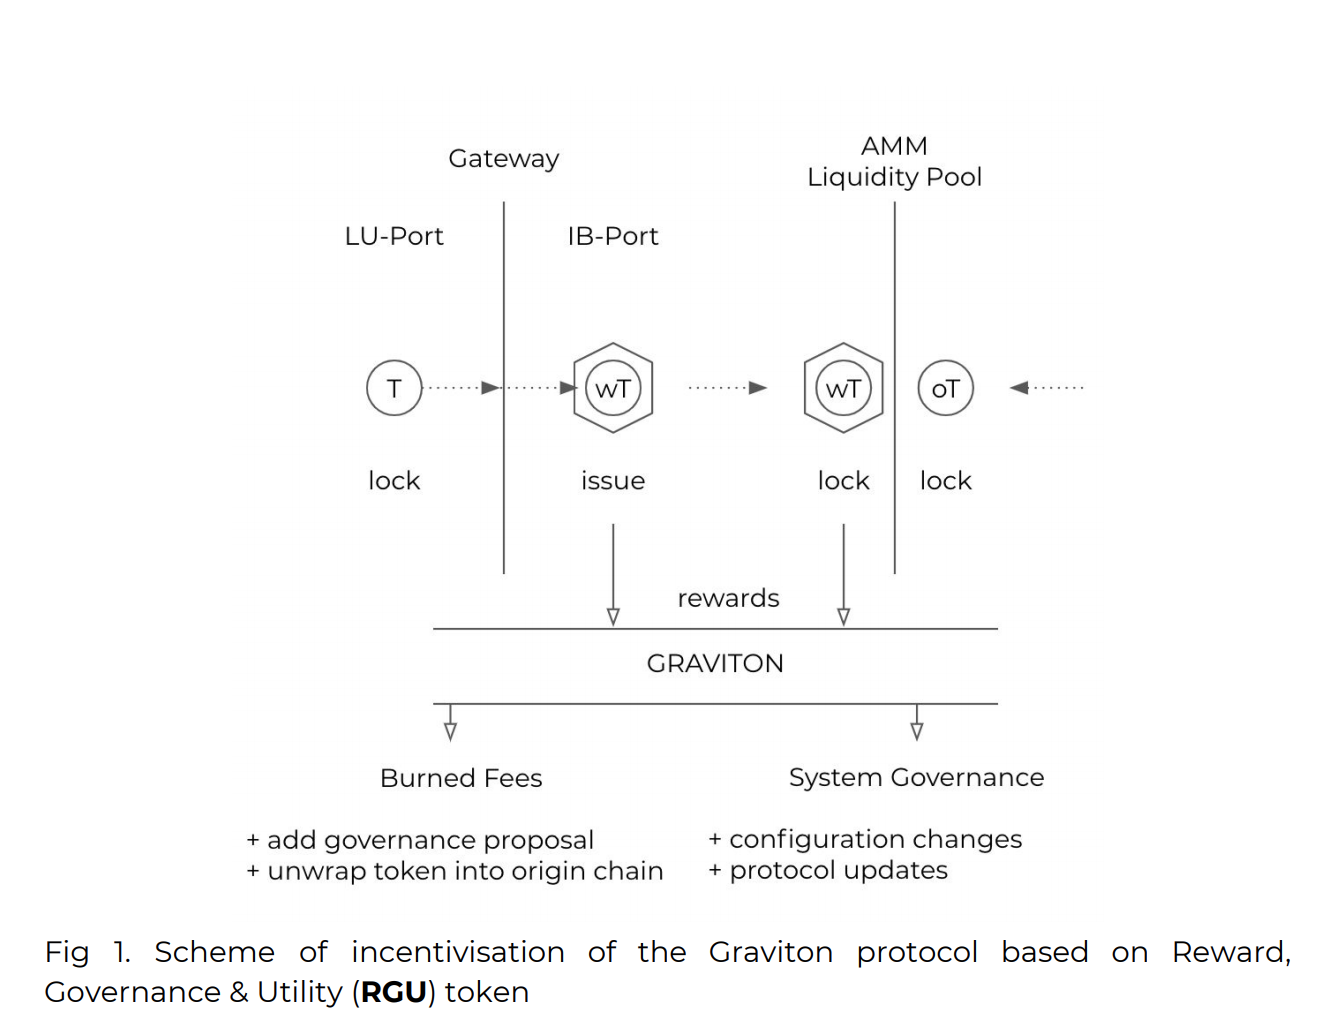 Gateway
AMM
Liquidity Pool
LU-Port
IB-Port
T
wT
wT
oT
lock
issue
lock
lock
rewards
GRAVITON
Burned Fees
System Governance
+ add governance proposal
+ unwrap token into origin chain
+ configuration changes
+ protocol updates
Fig 1. Scheme of incentivisation of the Graviton protocol based on Reward,
Governance & Utility (RGU) token